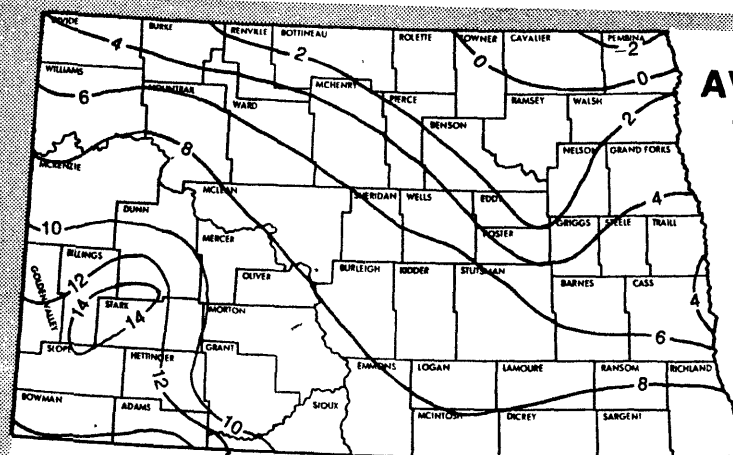 BURKE RENVILLE BOTTINEAU ROLETTE TOWNER CAVALIER PEMBINA
4 2 0 -2 0
AV
WILLIAMS MOUNTRAIL WARD MCHENRY PIERCE BENSON RAMSEY WALSH
6 2
MCKENZIE 8 NELSON GRAND FORKS
MCLEAN SHERIDAN WELLS EDDY 4
DUNN MERCER FOSTER GRIGGS STEELE TRAILL
10
BILLINGS OLIVER BURLEIGH KIDDER STUTSMAN BARNES CASS
GOLDEN VALLEY 12 14 STARK 14 MORTON 4
SLOPE HETTINGER GRANT 6
EMMONS LOGAN LAMOURE RANSOM RICHLAND
12 8
BOWMAN ADAMS 10 SIOUX MCINTOSH DICKEY SARGENT